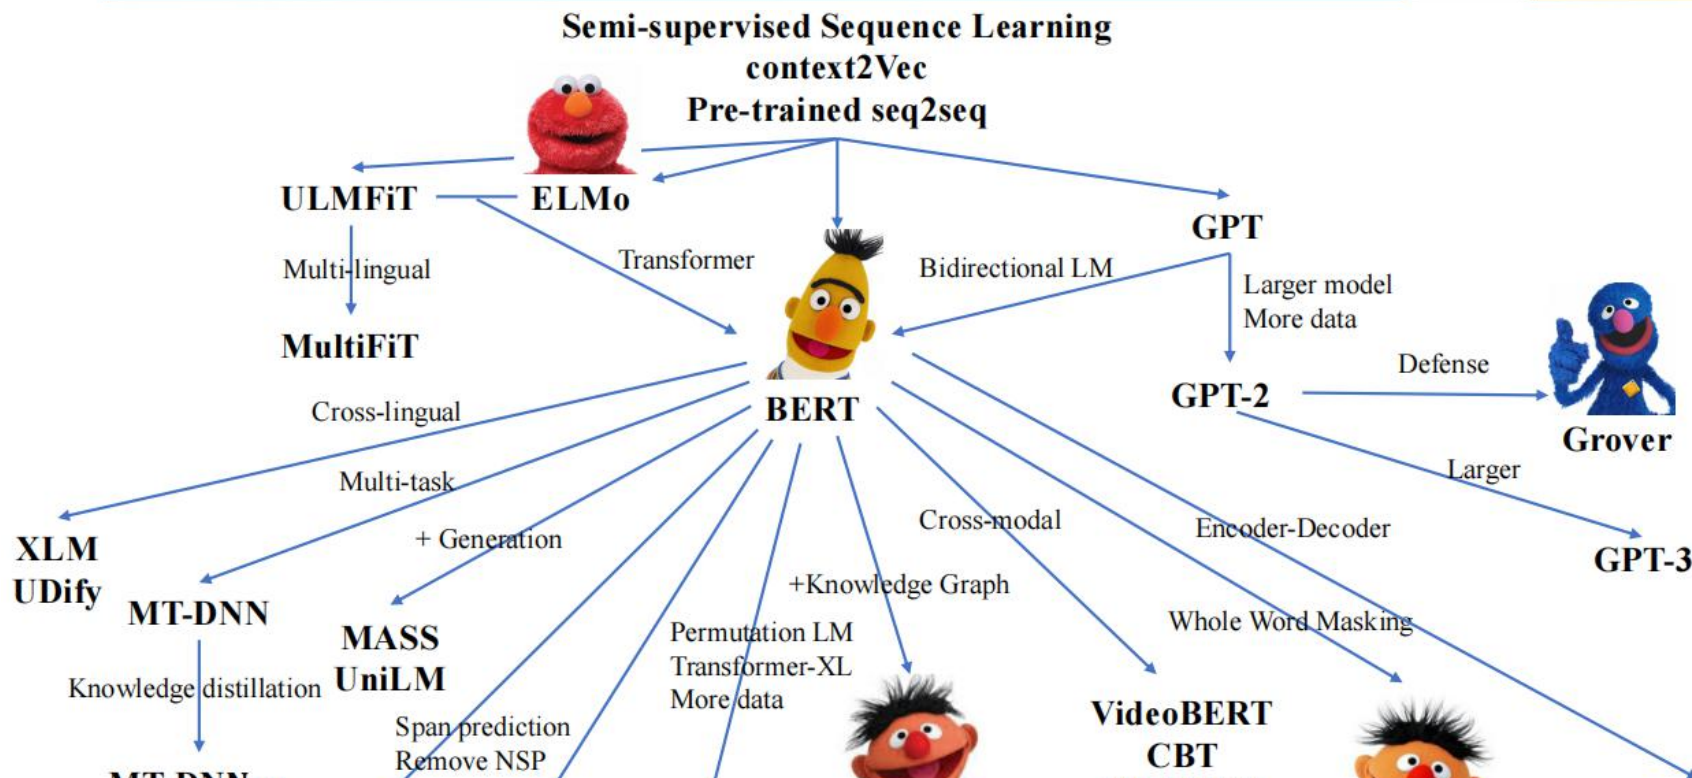 Semi-supervised Sequence Learning
context2Vec
Pre-trained seq2seq
ULMFiT
ELMo
GPT
Multi-lingual
Transformer
Bidirectional LM
Larger model
More data
MultiFiT
Defense
BERT
GPT-2
Grover
Cross-lingual
Larger
Multi-task
+ Generation
Cross-modal
Encoder-Decoder
XLM
UDify
GPT-3
+Knowledge Graph
MT-DNN
Whole Word Masking
MASS
UniLM
Permutation LM
Transformer-XL
More data
Knowledge distillation
VideoBERT
CBT
Span prediction
Remove NSP
MT-DNN